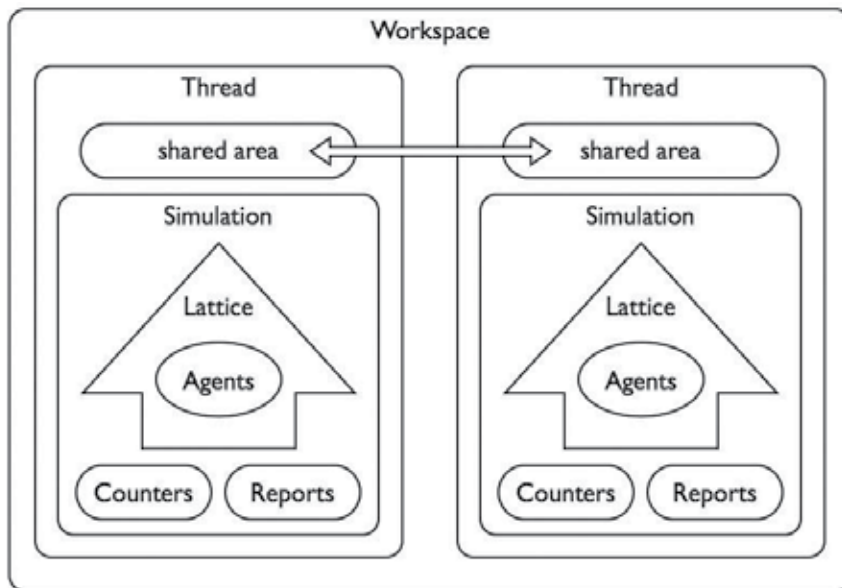 Workspace
Thread
shared area
Simulation
Lattice
Agents
Counters
Reports
Thread
shared area
Simulation
Lattice
Agents
Counters
Reports